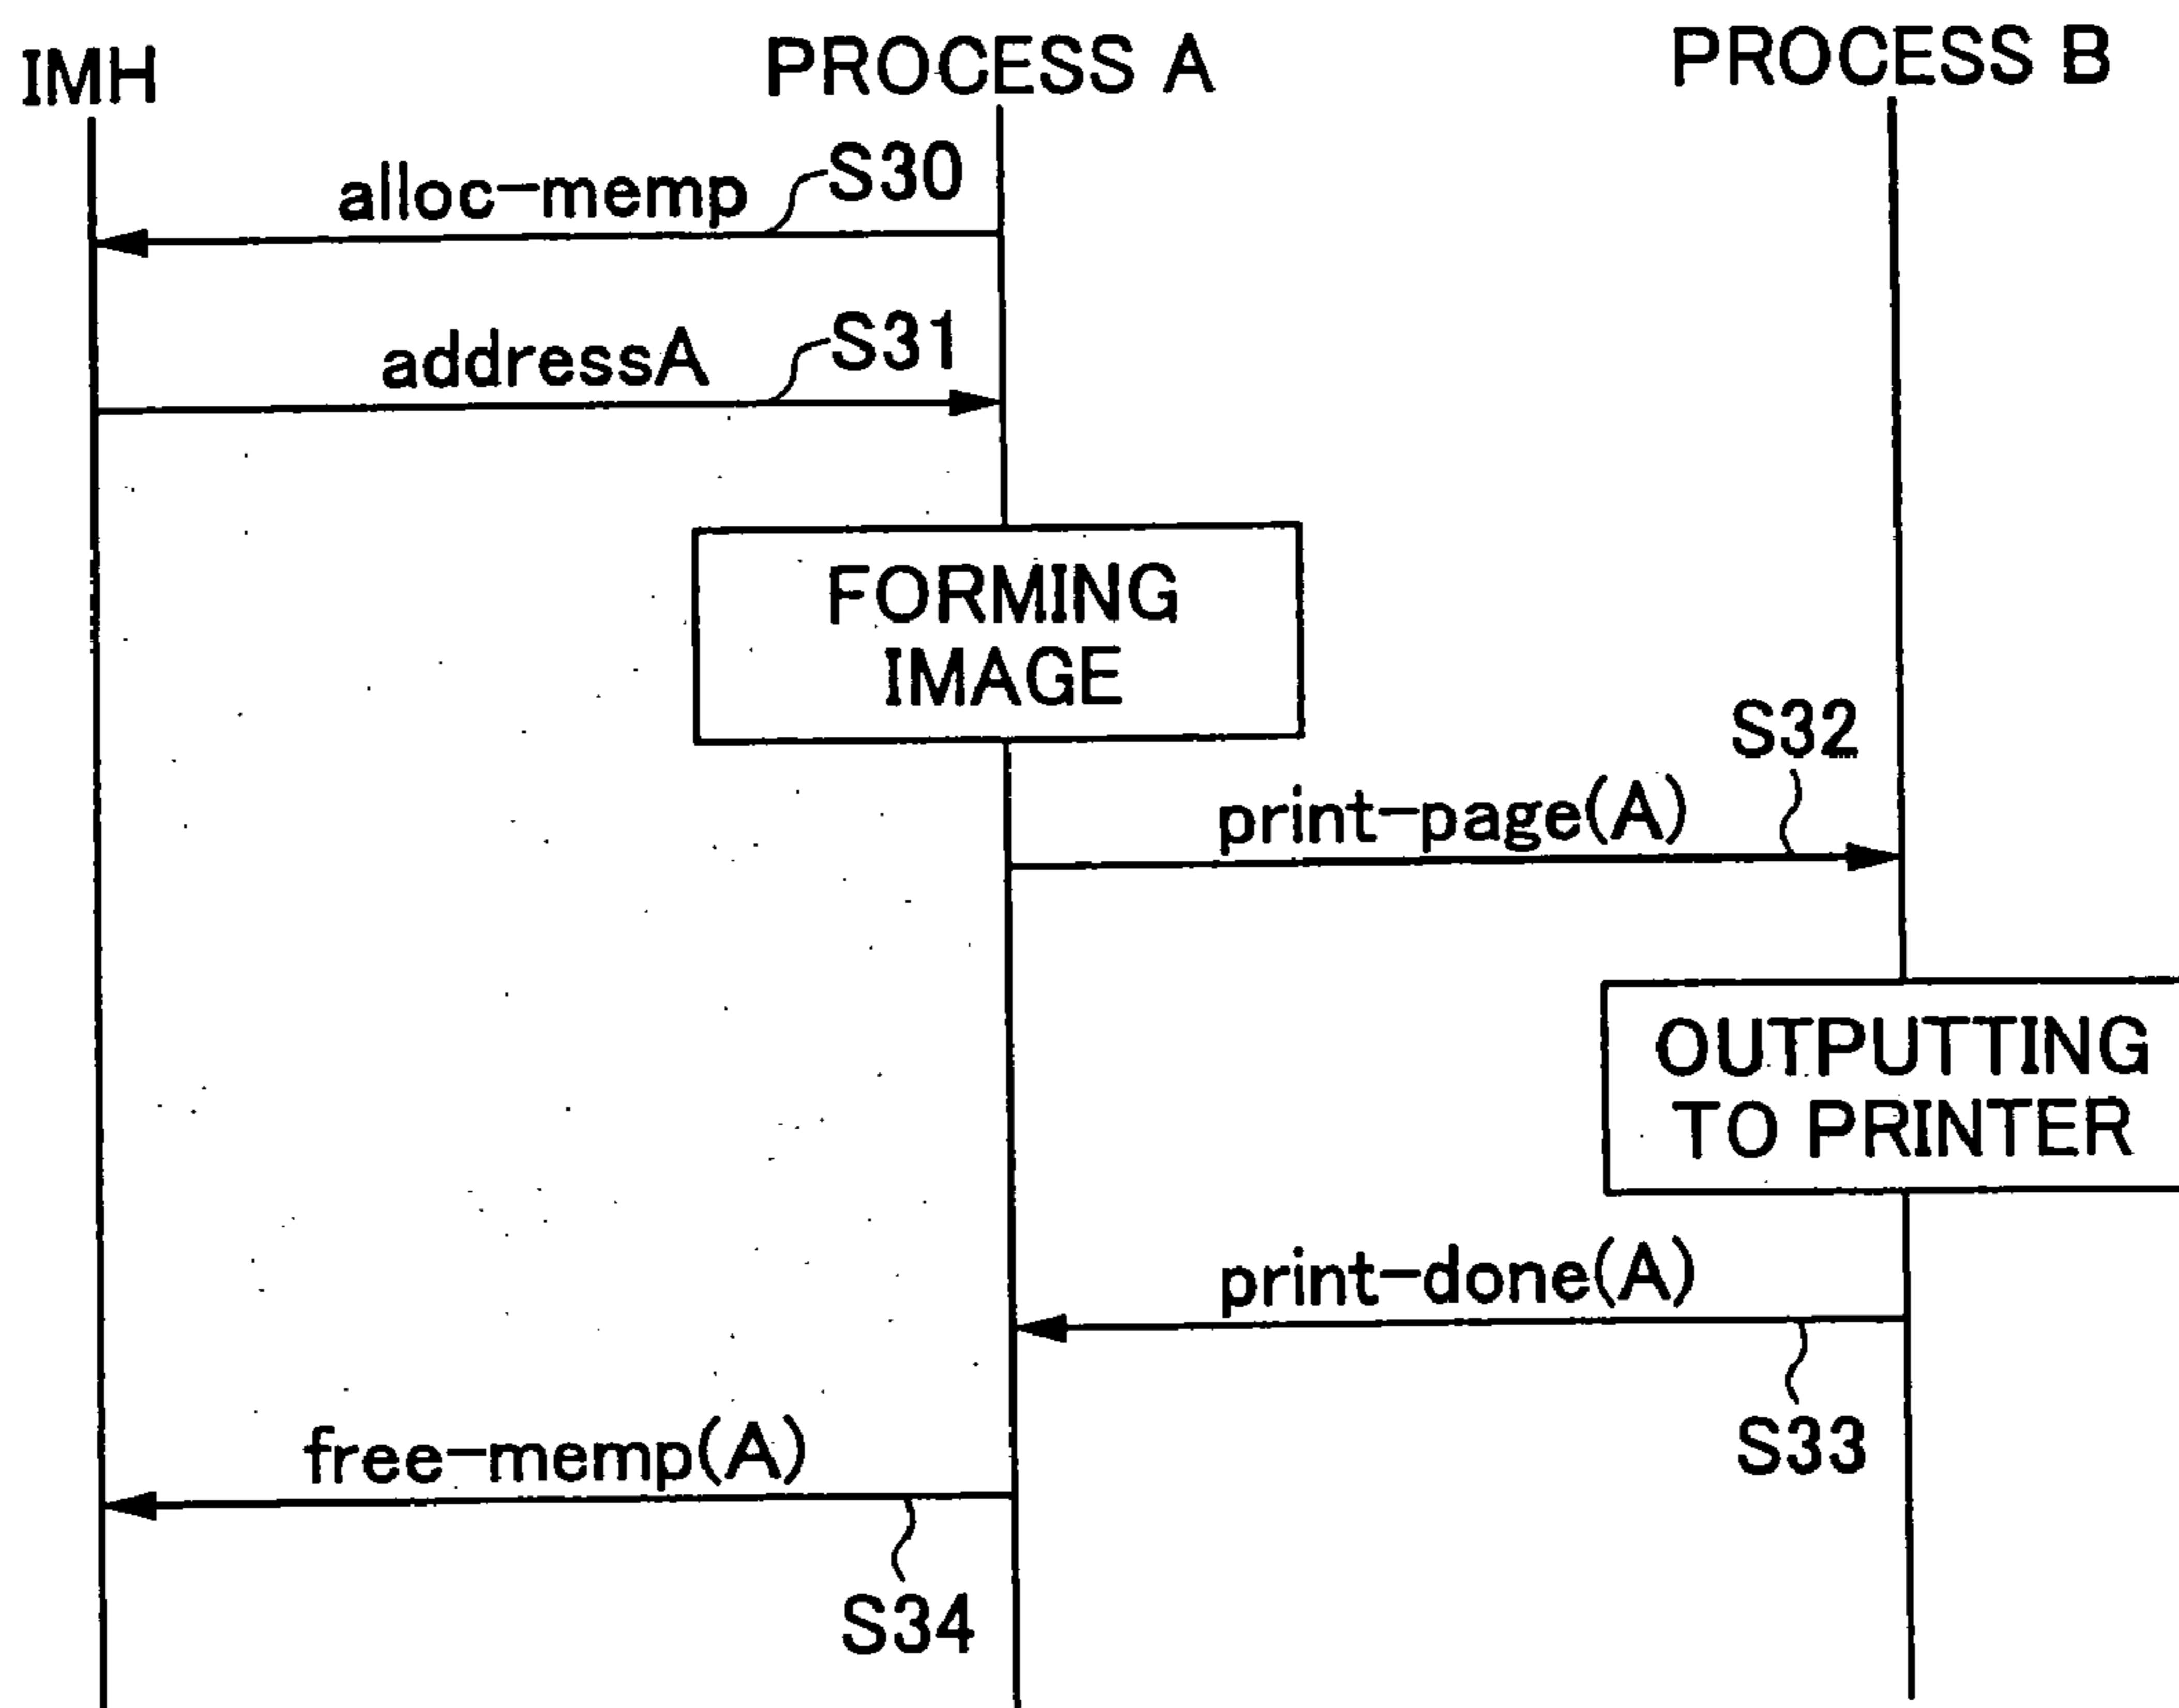 IMH PROCESS A PROCESS B
alloc-memp S30
addressA S31
FORMING
IMAGE
S32
print-page(A)
OUTPUTTING
TO PRINTER
print-done(A)
S33
free-memp(A)
S34